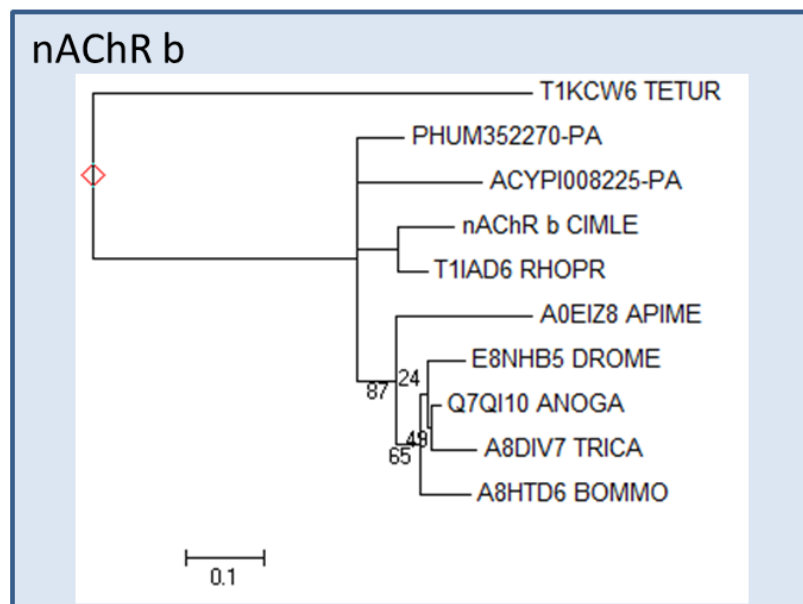 nAChR b
T1KCW6 TETUR
PHUM352270-PA
ACYPI008225-PA
nAChR b CIMLE
T1IAD6 RHOPR
A0EIZ8 APIME
E8NHB5 DROME
24
87
Q7QI10 ANOGA
48
A8DIV7 TRICA
65
A8HTD6 BOMMO
0.1